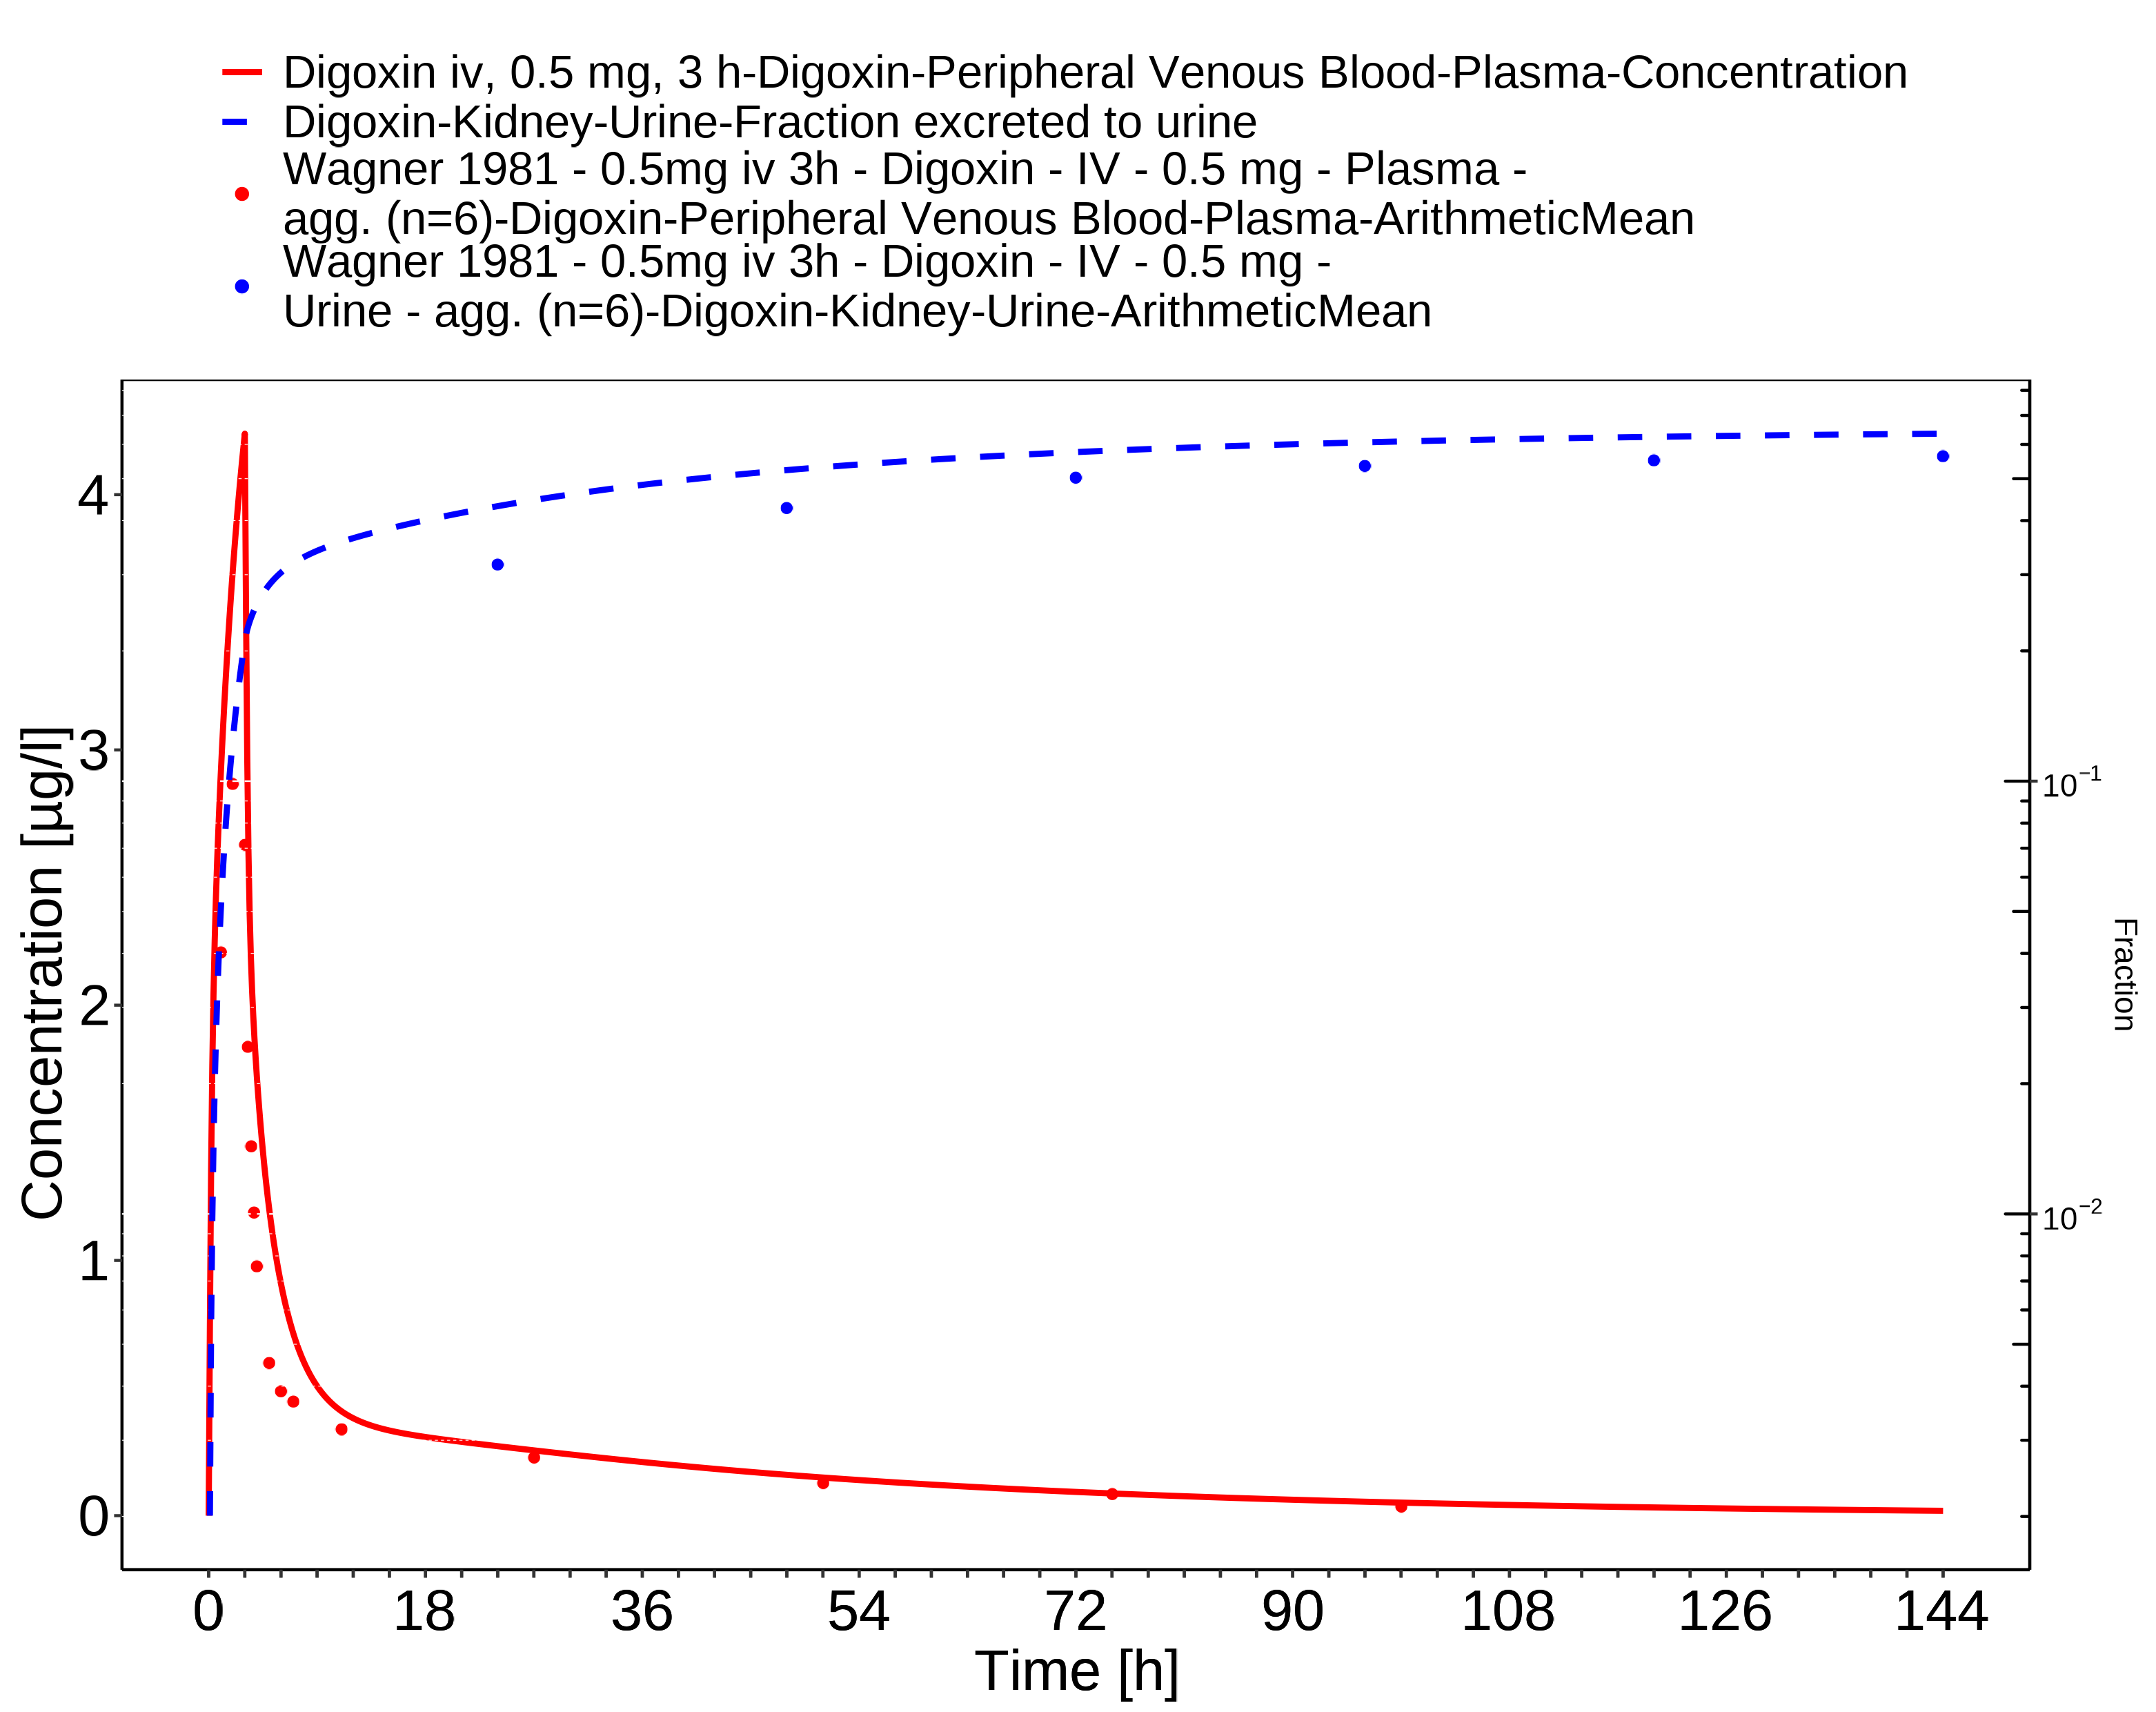 Digoxin iv, 0.5 mg, 3 h-Digoxin-Peripheral Venous Blood-Plasma-Concentration
Digoxin-Kidney-Urine-Fraction excreted to urine
Wagner 1981 - 0.5mg iv 3h - Digoxin - IV - 0.5 mg - Plasma -
agg. (n=6)-Digoxin-Peripheral Venous Blood-Plasma-ArithmeticMean
Wagner 1981 - 0.5mg iv 3h - Digoxin - IV - 0.5 mg -
Urine - agg. (n=6)-Digoxin-Kidney-Urine-ArithmeticMean
Concentration [µg/l]
4
3
2
1
0
10⁻¹
10⁻²
Fraction
0 18 36 54 72 90 108 126 144
Time [h]